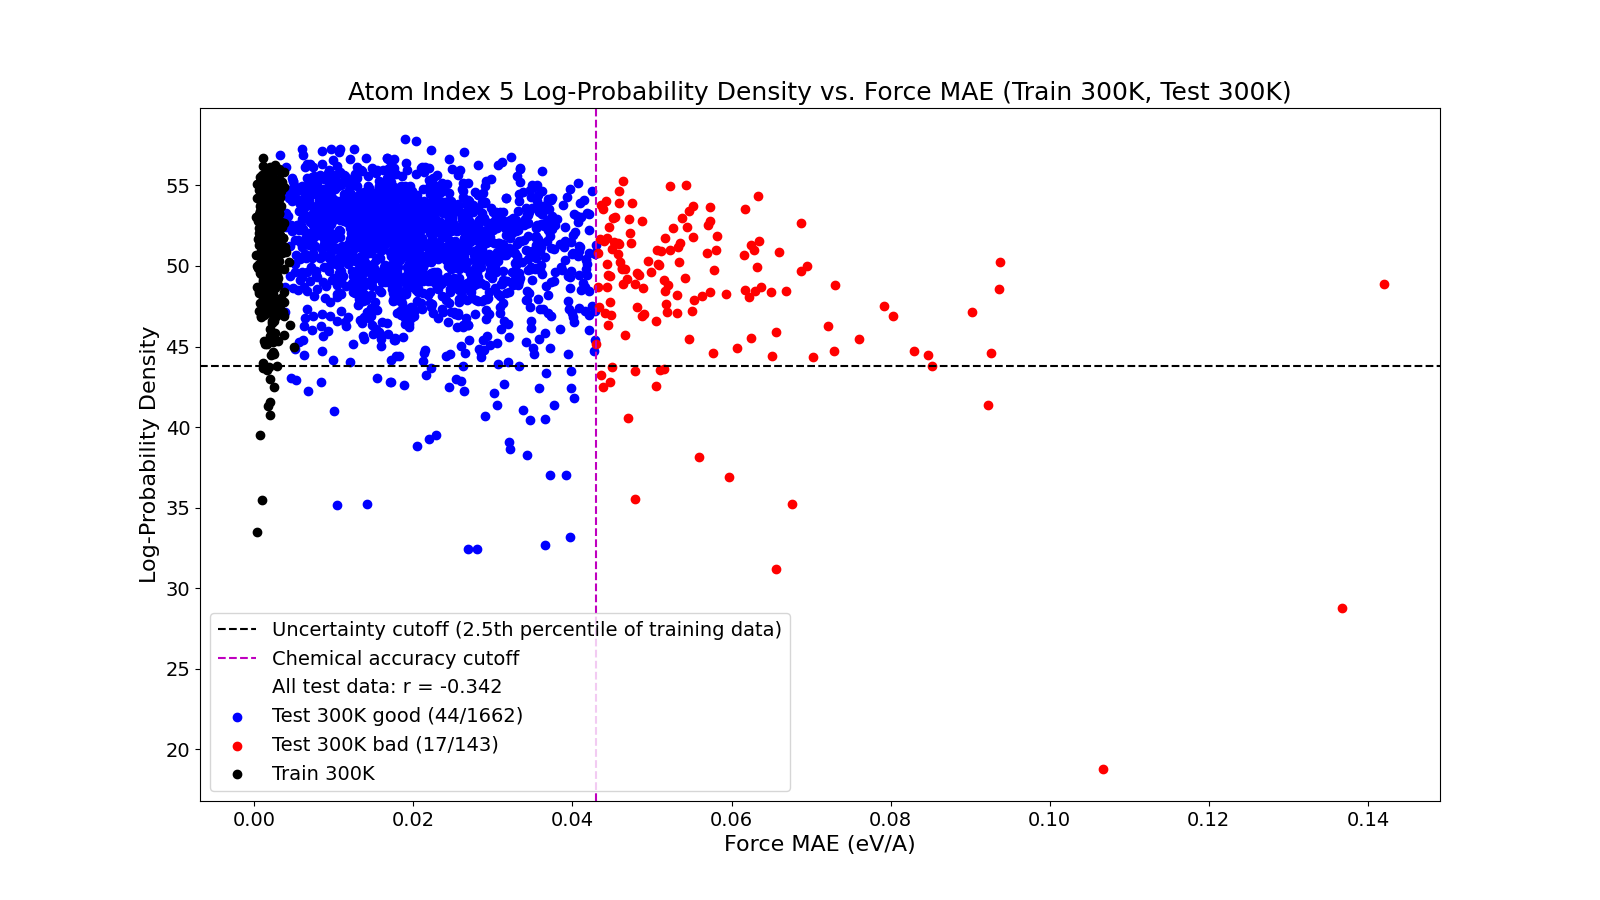 Atom Index 5 Log-Probability Density vs. Force MAE (Train 300K, Test 300K)
Log-Probability Density
55
50
45
40
35
30
25
20
Uncertainty cutoff (2.5th percentile of training data)
Chemical accuracy cutoff
All test data: r = -0.342
Test 300K good (44/1662)
Test 300K bad (17/143)
Train 300K
0.00 0.02 0.04 0.06 0.08 0.10 0.12 0.14
Force MAE (eV/A)